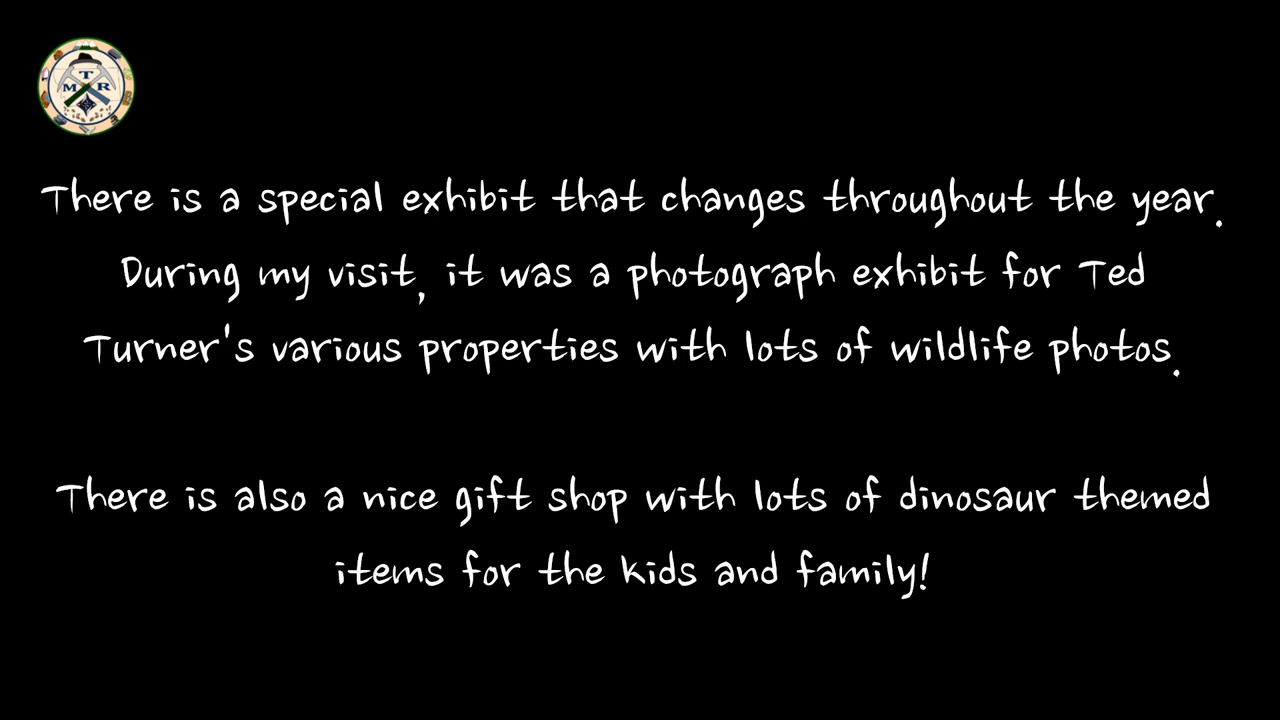 T
M R
There is a special exhibit that changes throughout the year.
During my visit, it was a photograph exhibit for Ted
Turner's various properties with lots of wildlife photos.
There is also a nice gift shop with lots of dinosaur themed
items for the kids and family!